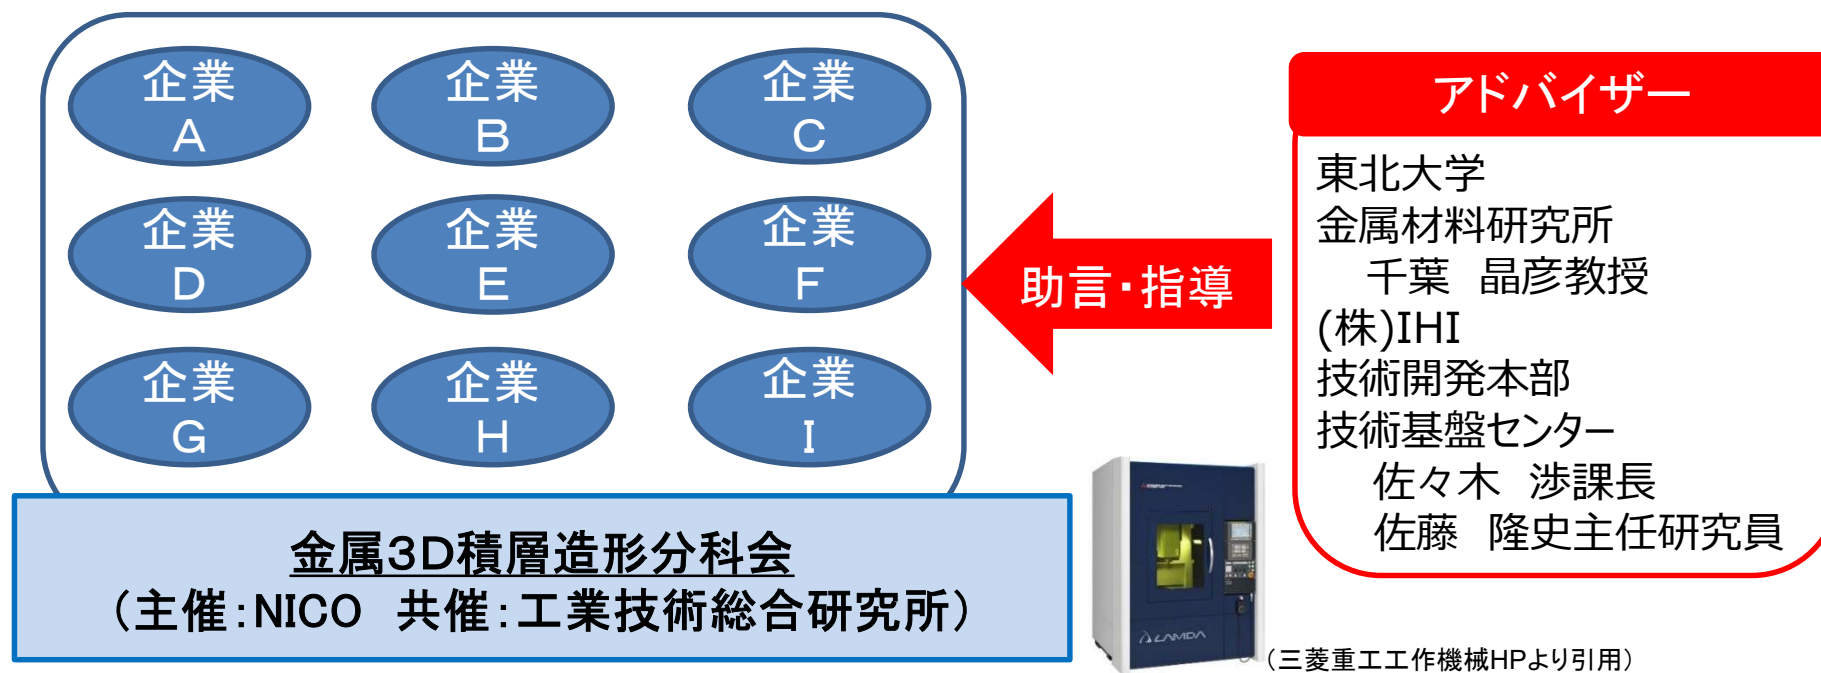 企業
A
企業
B
企業
C
企業
D
企業
E
企業
F
企業
G
企業
H
企業
I
金属3D積層造形分科会
（主催：NICO　共催：工業技術総合研究所）
助言・指導
アドバイザー
東北大学
金属材料研究所
千葉　晶彦教授
(株)IHI
技術開発本部
技術基盤センター
佐々木　渉課長
佐藤　隆史主任研究員
LAMDA
（三菱重工工作機械HPより引用）